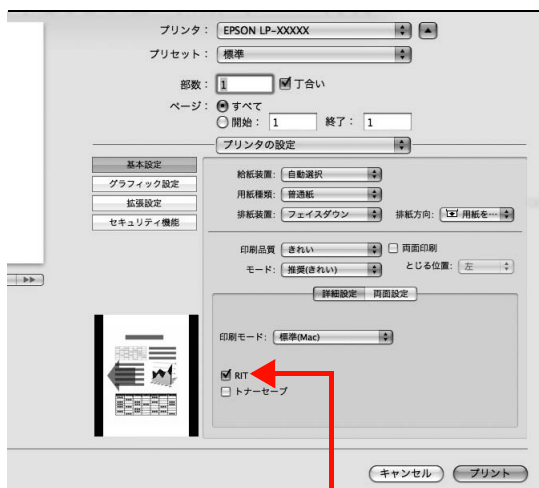 プリンタ： EPSON LP-XXXXX
プリセット： 標準
部数： 1 丁合い
ページ： すべて
開始： 1 終了： 1
プリンタの設定
基本設定
グラフィック設定
拡張設定
セキュリティ機能
給紙装置： 自動選択
用紙種類： 普通紙
排紙装置： フェイスダウン 排紙方向： 用紙を…
印刷品質 きれい 両面印刷
モード： 推奨(きれい) とじる位置： 左
詳細設定 両面設定
印刷モード： 標準(Mac)
RIT
トナーセーブ
キャンセル プリント